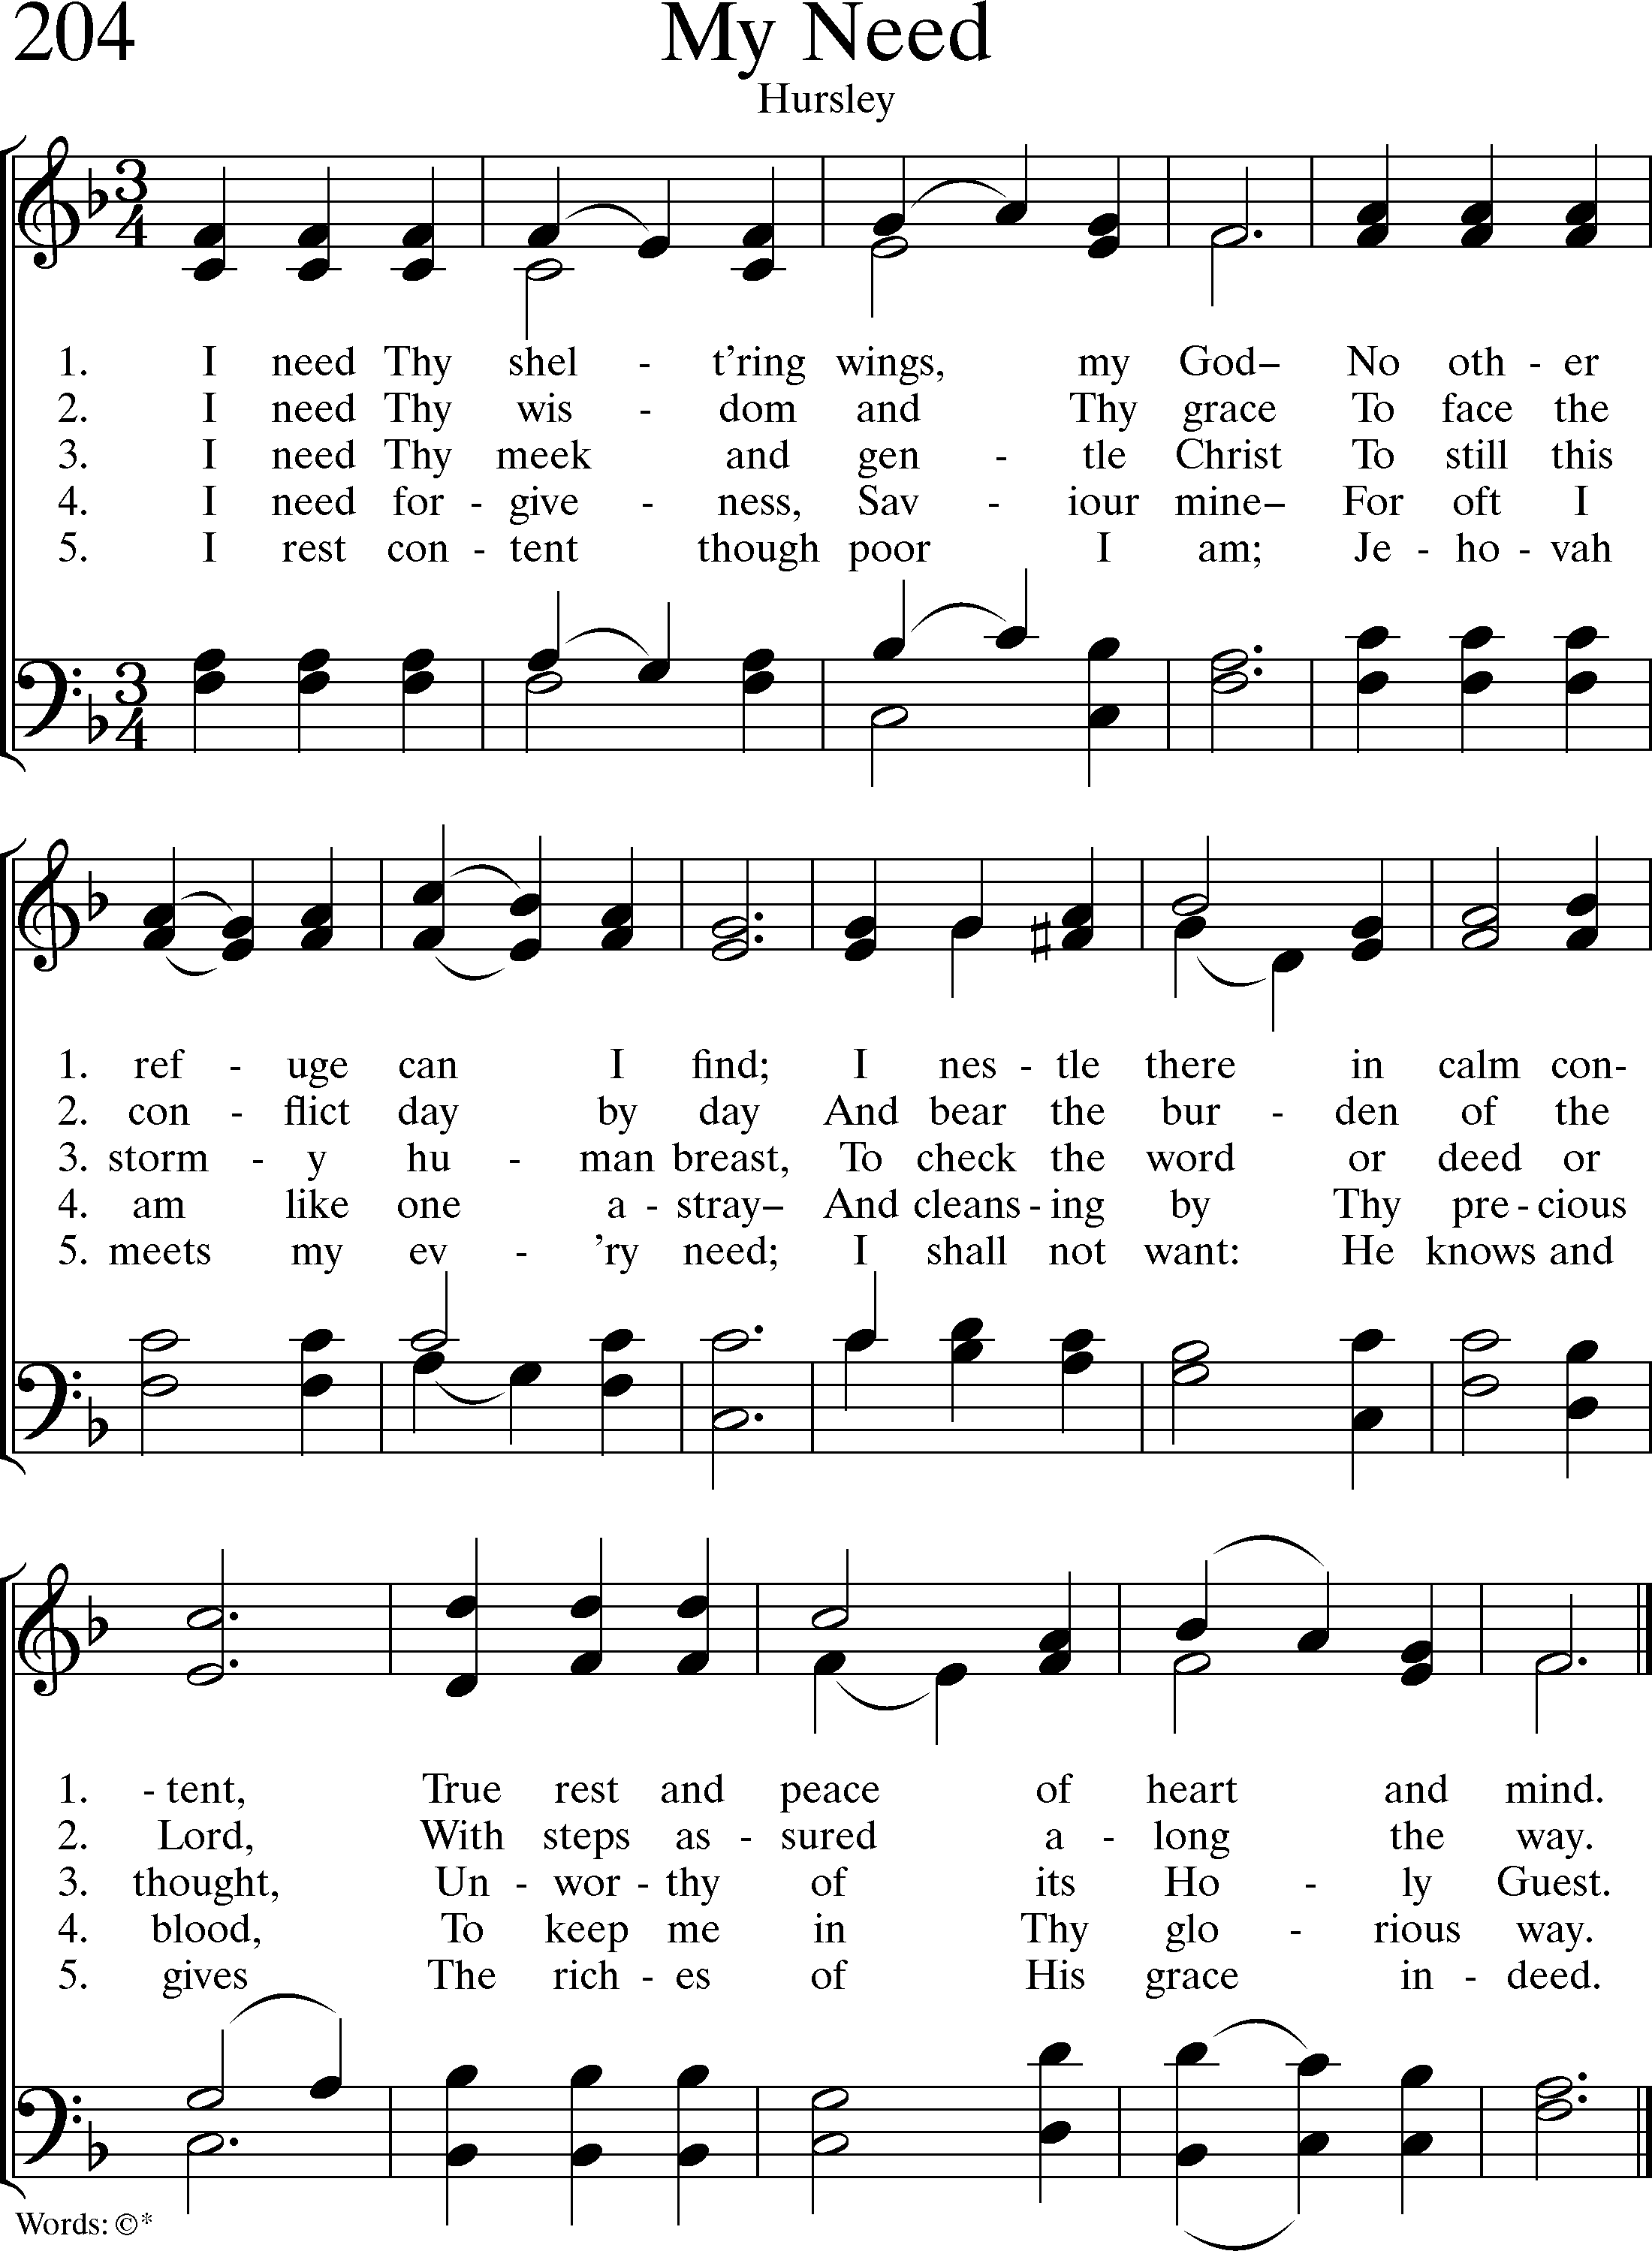 204
My Need
Hursley
1. I need Thy shel - t'ring wings, my God– No oth - er
2. I need Thy wis - dom and Thy grace To face the
3. I need Thy meek and gen - tle Christ To still this
4. I need for - give - ness, Sav - iour mine– For oft I
5. I rest con - tent though poor I am; Je - ho - vah
1. ref - uge can I find; I nes - tle there in calm con-
2. con - flict day by day And bear the bur - den of the
3. storm - y hu - man breast, To check the word or deed or
4. am like one a - stray– And cleans - ing by Thy pre - cious
5. meets my ev - 'ry need; I shall not want: He knows and
1. - tent, True rest and peace of heart and mind.
2. Lord, With steps as - sured a - long the way.
3. thought, Un - wor - thy of its Ho - ly Guest.
4. blood, To keep me in Thy glo - rious way.
5. gives The rich - es of His grace in - deed.
Words: ©*